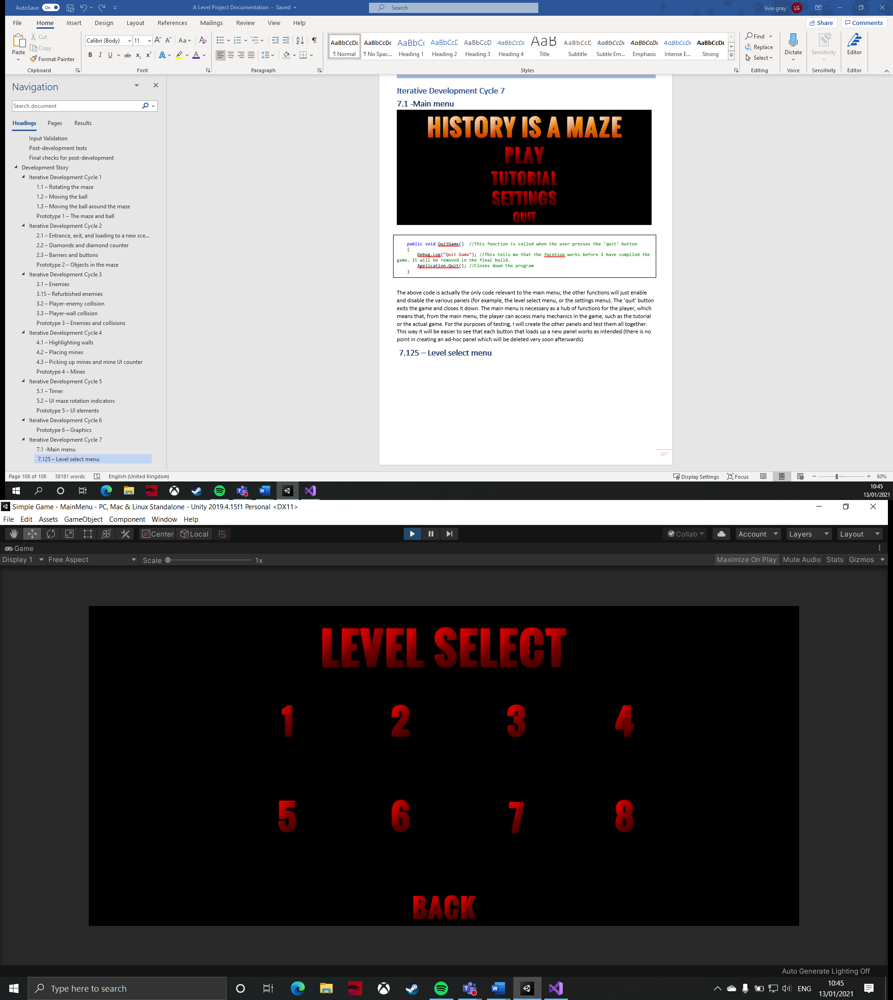 AutoSave On A Level Project Documentation - Saved Search livie gray LG
File Home Insert Design Layout References Mailings Review View Help Share Comments
Paste Cut Copy Format Painter
Calibri (Body) 11 Aa
B I U ab x₂ x² A A
AaBbCcDc AaBbCcDc AaBbCc AaBbCcD AaBbCcD AaBbCcDc AaB AaBbCcD AaBbCcDc AaBbCcDc AaBbCcDc AaBbCcDc
¶ Normal ¶ No Spac... Heading 1 Heading 2 Heading 3 Heading 4 Title Subtitle Subtle Em... Emphasis Intense E... Strong
Find Replace Select Dictate Sensitivity Editor
Clipboard Font Paragraph Styles Editing Voice Sensitivity Editor
Navigation
Search document
Headings Pages Results
Input Validation
Post-development tests
Final checks for post-development
Development Story
Iterative Development Cycle 1
1.1 – Rotating the maze
1.2 – Moving the ball
1.3 – Moving the ball around the maze
Prototype 1 – The maze and ball
Iterative Development Cycle 2
2.1 – Entrance, exit, and loading to a new sce...
2.2 – Diamonds and diamond counter
2.3 – Barriers and buttons
Prototype 2 – Objects in the maze
Iterative Development Cycle 3
3.1 – Enemies
3.15 – Refurbished enemies
3.2 – Player-enemy collision
3.3 – Player-wall collision
Prototype 3 – Enemies and collisions
Iterative Development Cycle 4
4.1 – Highlighting walls
4.2 – Placing mines
4.3 – Picking up mines and mine UI counter
Prototype 4 – Mines
Iterative Development Cycle 5
5.1 – Timer
5.2 – UI maze rotation indicators
Prototype 5 – UI elements
Iterative Development Cycle 6
Prototype 6 – Graphics
Iterative Development Cycle 7
7.1 -Main menu
7.125 – Level select menu
Iterative Development Cycle 7
7.1 -Main menu
HISTORY IS A MAZE
PLAY
TUTORIAL
SETTINGS
QUIT
public void QuitGame() //This function is called when the user presses the 'quit' button
{
Debug.Log("Quit Game"); //This tells me that the fucntion works before I have compiled the
game. It will be removed in the final build.
Application.Quit(); //Closes down the program
}
The above code is actually the only code relevant to the main menu; the other functions will just enable
and disable the various panels (for example, the level select menu, or the settings menu). The ‘quit’ button
exits the game and closes it down. The main menu is necessary as a hub of functions for the player, which
means that, from the main menu, the player can access many mechanics in the game, such as the tutorial
or the actual game. For the purposes of testing, I will create the other panels and test them all together.
This way it will be easier to see that each button that loads up a new panel works as intended (there is no
point in creating an ad-hoc panel which will be deleted very soon afterwards).
7.125 – Level select menu
107
Page 108 of 108 38181 words English (United Kingdom) Display Settings Focus 80%
10:45
13/01/2021
Simple Game - MainMenu - PC, Mac & Linux Standalone - Unity 2019.4.15f1 Personal <DX11>
File Edit Assets GameObject Component Window Help
Center Local Collab Account Layers Layout
Game
Display 1 Free Aspect Scale 1x Maximize On Play Mute Audio Stats Gizmos
LEVEL SELECT
1 2 3 4
5 6 7 8
BACK
Auto Generate Lighting Off
Type here to search ENG 10:45
13/01/2021